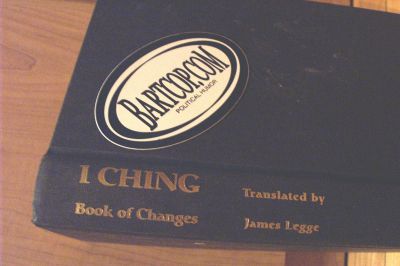 BARTCOP.COM
POLITICAL HUMOR
I CHING
Book of Changes
Translated by
James Legge